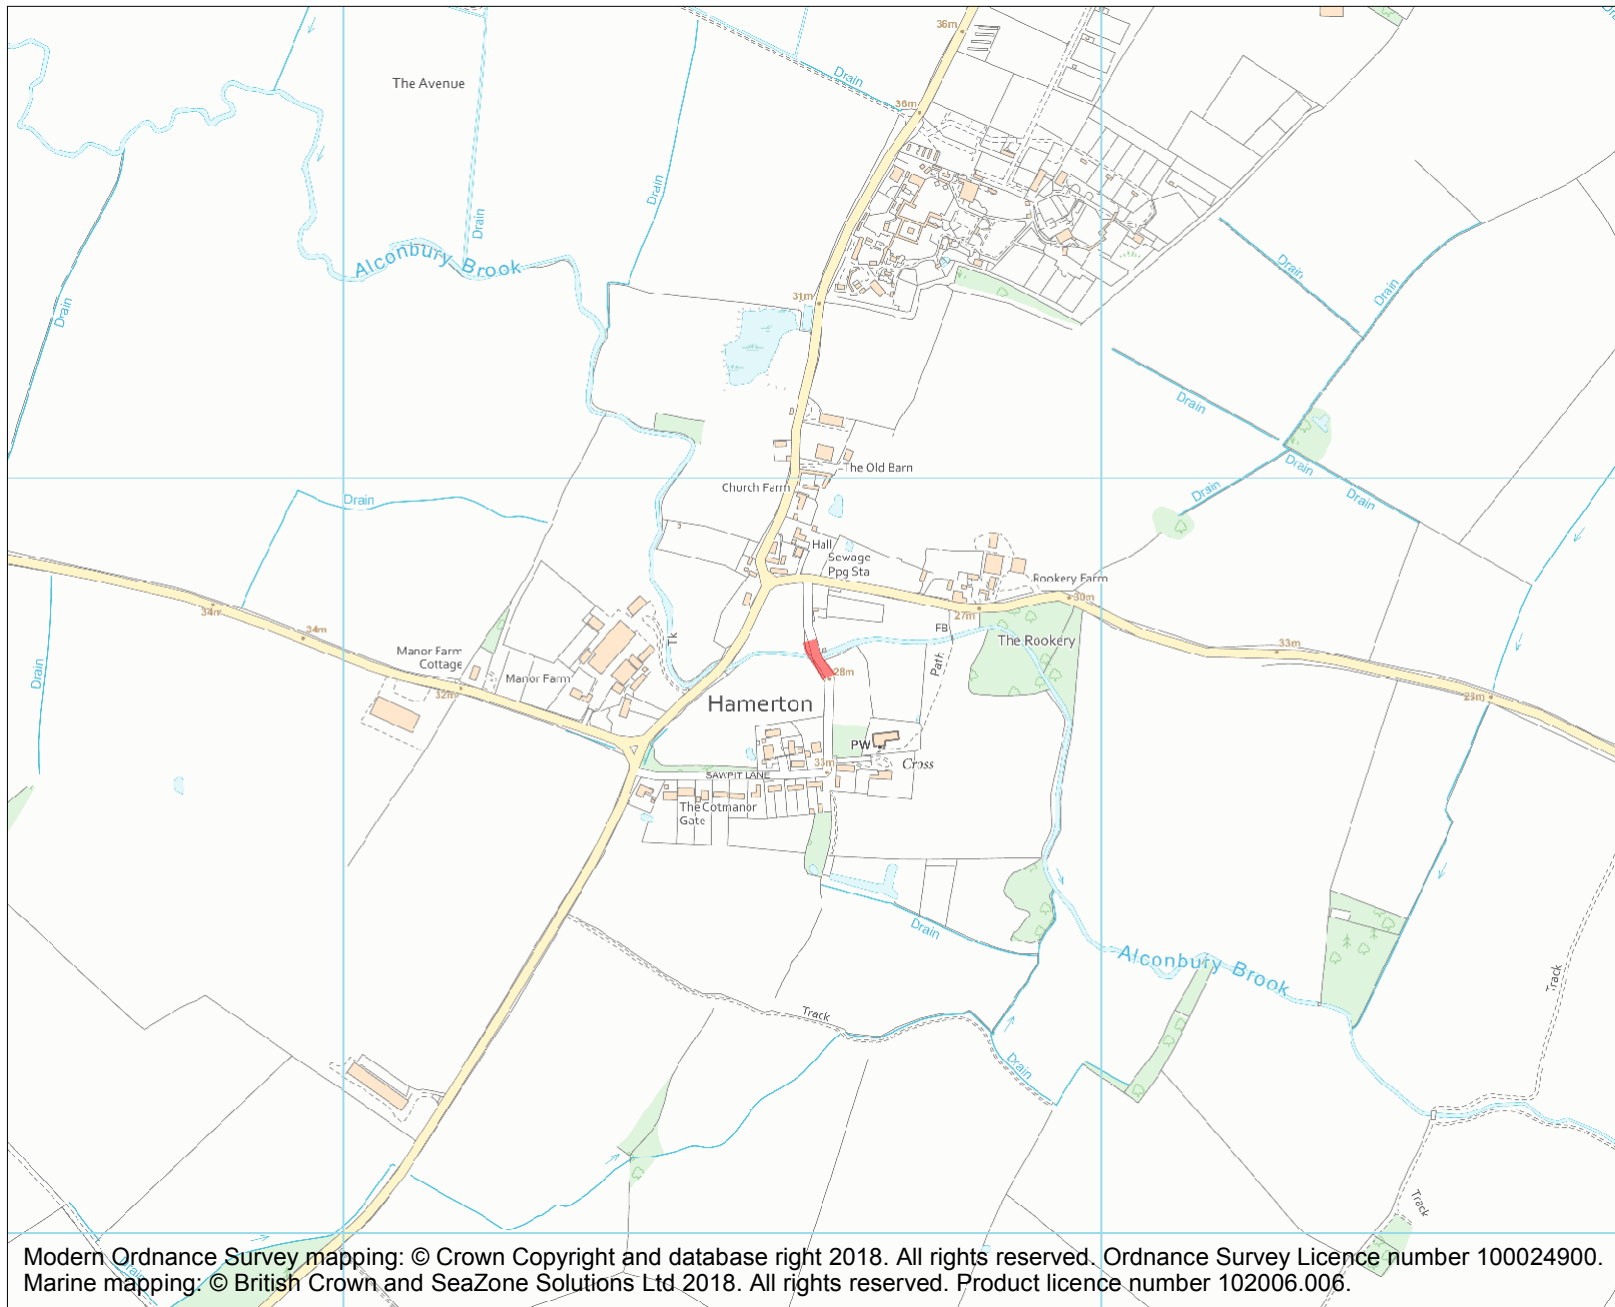 36m
Drain
The Avenue
Drain
36m
Drain
Drain
Alconbury Brook
Drain
Drain
Drain
31m
Drain
The Old Barn
Church Farm
Drain
Drain
Drain
Drain
Hall
Sewage
Ppg Sta
Rookery Farm
30m
34m
27m
34m
FB
Tk
The Rookery
33m
Manor Farm
Cottage
Path
Drain
Manor Farm
28m
32m
23m
Hamerton
PW
Cross
33m
SAWPIT LANE
The Cotmanor
Gate
Drain
Alconbury Brook
Track
Track
Drain
Track
Drain
Modern Ordnance Survey mapping: © Crown Copyright and database right 2018. All rights reserved. Ordnance Survey Licence number 100024900.
Marine mapping: © British Crown and SeaZone Solutions Ltd 2018. All rights reserved. Product licence number 102006.006.